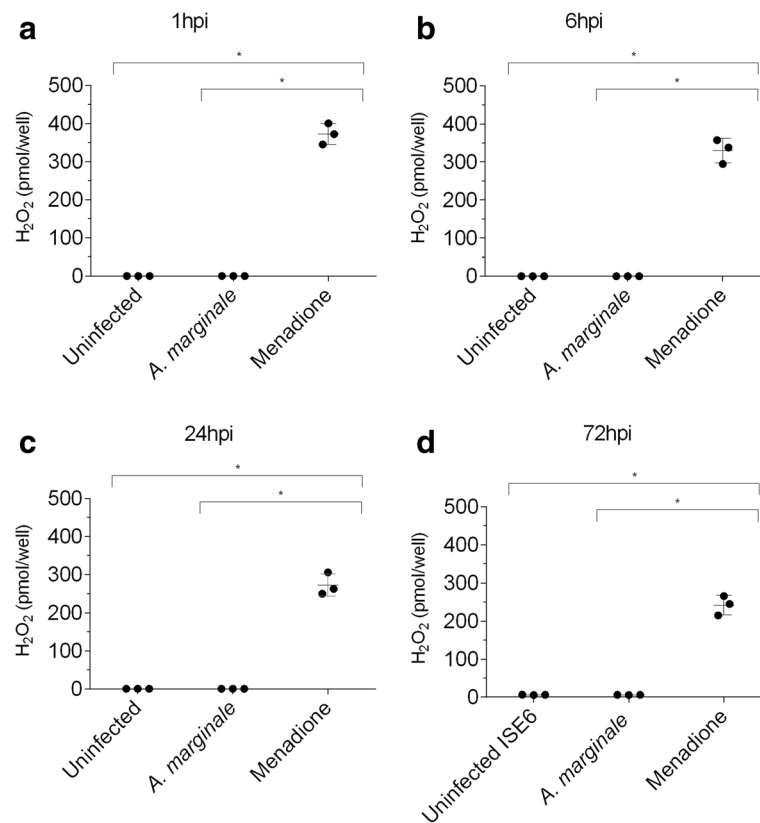 a
1hpi
*
*
H₂O₂ (pmol/well)
500
400
300
200
100
0
Uninfected
A. marginale
Menadione
b
6hpi
*
*
H₂O₂ (pmol/well)
500
400
300
200
100
0
Uninfected
A. marginale
Menadione
c
24hpi
*
*
H₂O₂ (pmol/well)
500
400
300
200
100
0
Uninfected
A. marginale
Menadione
d
72hpi
*
*
H₂O₂ (pmol/well)
500
400
300
200
100
0
Uninfected ISE6
A. marginale
Menadione